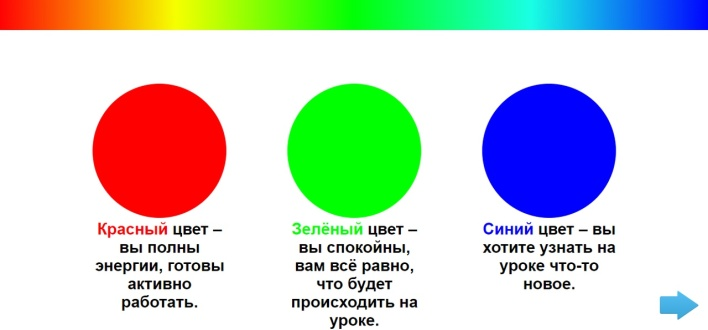 Красный цвет –
вы полны
энергии, готовы
активно
работать.
Зелёный цвет –
вы спокойны,
вам всё равно,
что будет
происходить на
уроке.
Синий цвет – вы
хотите узнать на
уроке что-то
новое.